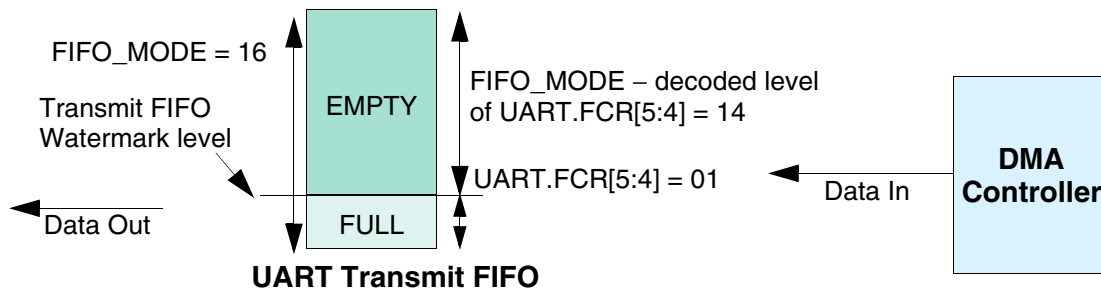 FIFO_MODE = 16
Transmit FIFO
Watermark level
EMPTY
FIFO_MODE – decoded level
of UART.FCR[5:4] = 14
UART.FCR[5:4] = 01
FULL
Data Out
Data In
DMA
Controller
UART Transmit FIFO